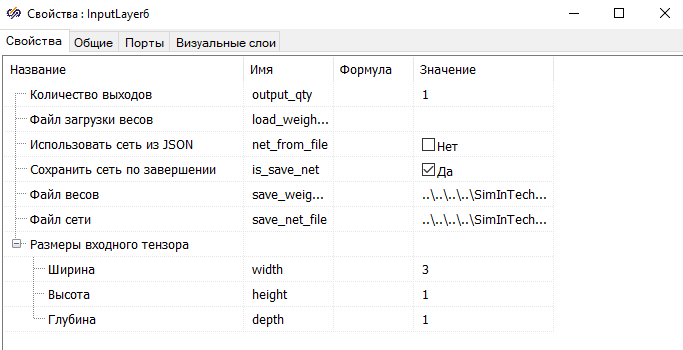 Свойства : InputLayer6
Свойства Общие Порты Визуальные слои
Название Имя Формула Значение
Количество выходов output_qty 1
Файл загрузки весов load_weigh...
Использовать сеть из JSON net_from_file Нет
Сохранить сеть по завершении is_save_net Да
Файл весов save_weig... ..\..\..\..\SimInTech...
Файл сети save_net_file ..\..\..\..\SimInTech...
Размеры входного тензора
Ширина width 3
Высота height 1
Глубина depth 1